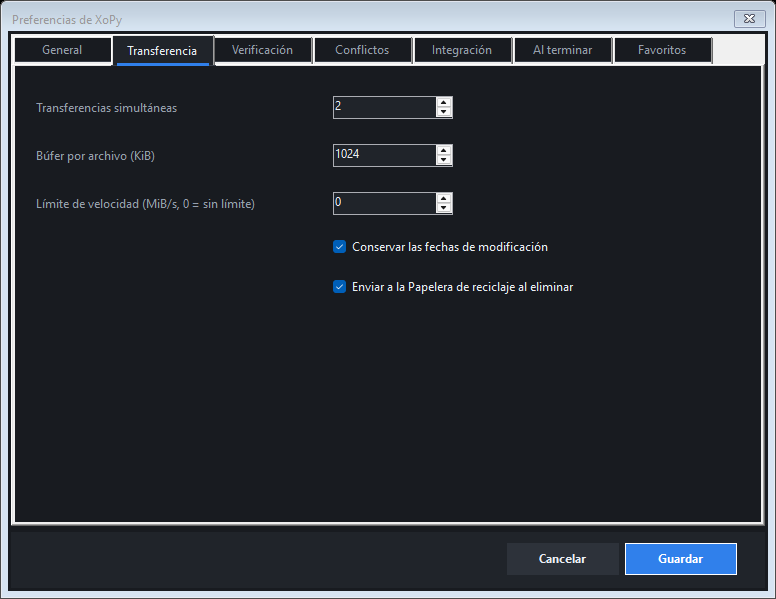 Preferencias de XoPy
General
Transferencia
Verificación
Conflictos
Integración
Al terminar
Favoritos
Transferencias simultáneas
2
Búfer por archivo (KiB)
1024
Límite de velocidad (MiB/s, 0 = sin límite)
0
Conservar las fechas de modificación
Enviar a la Papelera de reciclaje al eliminar
Cancelar
Guardar